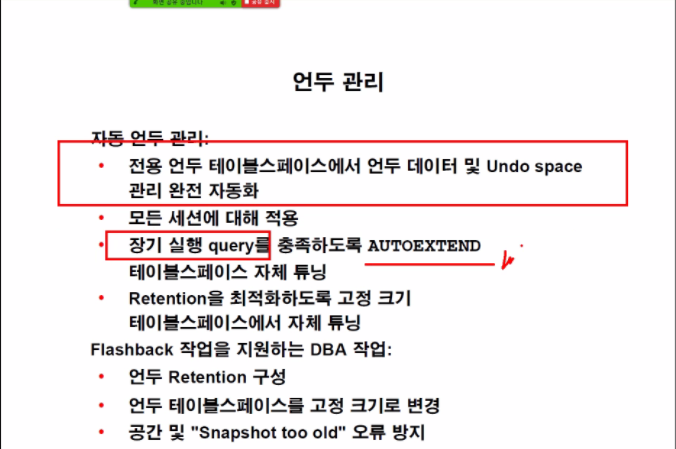 언두 관리
자동 언두 관리:
• 전용 언두 테이블스페이스에서 언두 데이터 및 Undo space
관리 완전 자동화
• 모든 세션에 대해 적용
• 장기 실행 query를 충족하도록 AUTOEXTEND
테이블스페이스 자체 튜닝
• Retention을 최적화하도록 고정 크기
테이블스페이스에서 자체 튜닝
Flashback 작업을 지원하는 DBA 작업:
• 언두 Retention 구성
• 언두 테이블스페이스를 고정 크기로 변경
• 공간 및 "Snapshot too old" 오류 방지